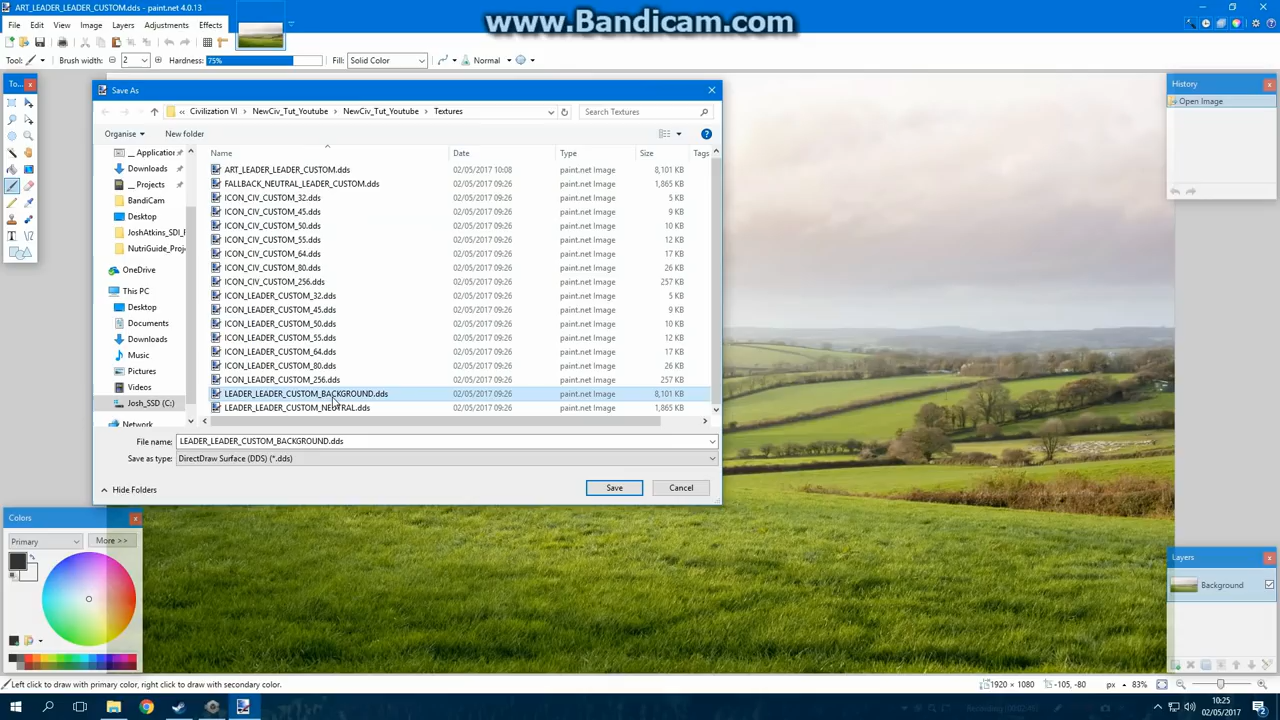 ART_LEADER_LEADER_CUSTOM.dds - paint.net 4.0.13
www.Bandicam.com
File Edit View Image Layers Adjustments Effects
Tool: Brush width: 2 Hardness: 75% Fill: Solid Color Normal
To...
History
Open Image
Save As
Civilization VI > NewCiv_Tut_Youtube > NewCiv_Tut_Youtube > Textures
Search Textures
Organise New folder
Name Date Type Size Tags
ART_LEADER_LEADER_CUSTOM.dds 02/05/2017 10:08 paint.net Image 8,101 KB
FALLBACK_NEUTRAL_LEADER_CUSTOM.dds 02/05/2017 09:26 paint.net Image 1,865 KB
ICON_CIV_CUSTOM_32.dds 02/05/2017 09:26 paint.net Image 5 KB
ICON_CIV_CUSTOM_45.dds 02/05/2017 09:26 paint.net Image 9 KB
ICON_CIV_CUSTOM_50.dds 02/05/2017 09:26 paint.net Image 10 KB
ICON_CIV_CUSTOM_55.dds 02/05/2017 09:26 paint.net Image 12 KB
ICON_CIV_CUSTOM_64.dds 02/05/2017 09:26 paint.net Image 17 KB
ICON_CIV_CUSTOM_80.dds 02/05/2017 09:26 paint.net Image 26 KB
ICON_CIV_CUSTOM_256.dds 02/05/2017 09:26 paint.net Image 257 KB
ICON_LEADER_CUSTOM_32.dds 02/05/2017 09:26 paint.net Image 5 KB
ICON_LEADER_CUSTOM_45.dds 02/05/2017 09:26 paint.net Image 9 KB
ICON_LEADER_CUSTOM_50.dds 02/05/2017 09:26 paint.net Image 10 KB
ICON_LEADER_CUSTOM_55.dds 02/05/2017 09:26 paint.net Image 12 KB
ICON_LEADER_CUSTOM_64.dds 02/05/2017 09:26 paint.net Image 17 KB
ICON_LEADER_CUSTOM_80.dds 02/05/2017 09:26 paint.net Image 26 KB
ICON_LEADER_CUSTOM_256.dds 02/05/2017 09:26 paint.net Image 257 KB
LEADER_LEADER_CUSTOM_BACKGROUND.dds 02/05/2017 09:26 paint.net Image 8,101 KB
LEADER_LEADER_CUSTOM_NEUTRAL.dds 02/05/2017 09:26 paint.net Image 1,865 KB
__ Application
Downloads
__ Projects
BandiCam
Desktop
JoshAtkins_SDI_F
NutriGuide_Proj
OneDrive
This PC
Desktop
Documents
Downloads
Music
Pictures
Videos
Josh_SSD (C:)
Network
File name: LEADER_LEADER_CUSTOM_BACKGROUND.dds
Save as type: DirectDraw Surface (DDS) (*.dds)
Hide Folders Save Cancel
Colors
Primary More >>
Layers
Background
Left click to draw with primary color, right click to draw with secondary color.
1920 × 1080 -105, -80 px 83%
10:25
02/05/2017
2